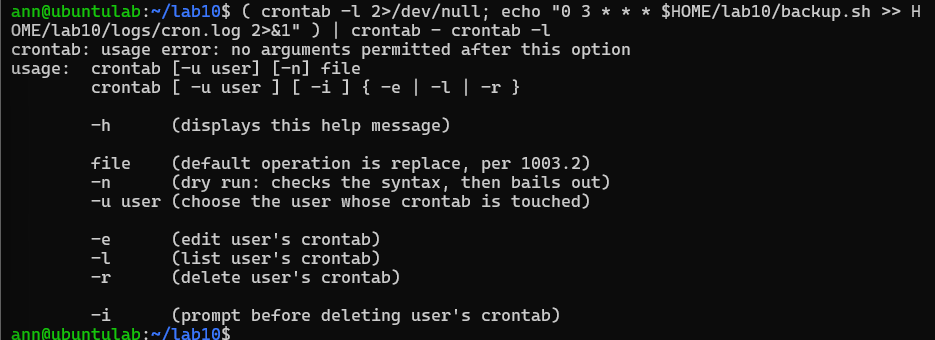 ann@ubuntulab:~/lab10$ ( crontab -l 2>/dev/null; echo "0 3 * * * $HOME/lab10/backup.sh >> H
OME/lab10/logs/cron.log 2>&1" ) | crontab - crontab -l
crontab: usage error: no arguments permitted after this option
usage:  crontab [-u user] [-n] file
        crontab [ -u user ] [ -i ] { -e | -l | -r }

        -h      (displays this help message)

        file    (default operation is replace, per 1003.2)
        -n      (dry run: checks the syntax, then bails out)
        -u user (choose the user whose crontab is touched)

        -e      (edit user's crontab)
        -l      (list user's crontab)
        -r      (delete user's crontab)

        -i      (prompt before deleting user's crontab)
ann@ubuntulab:~/lab10$